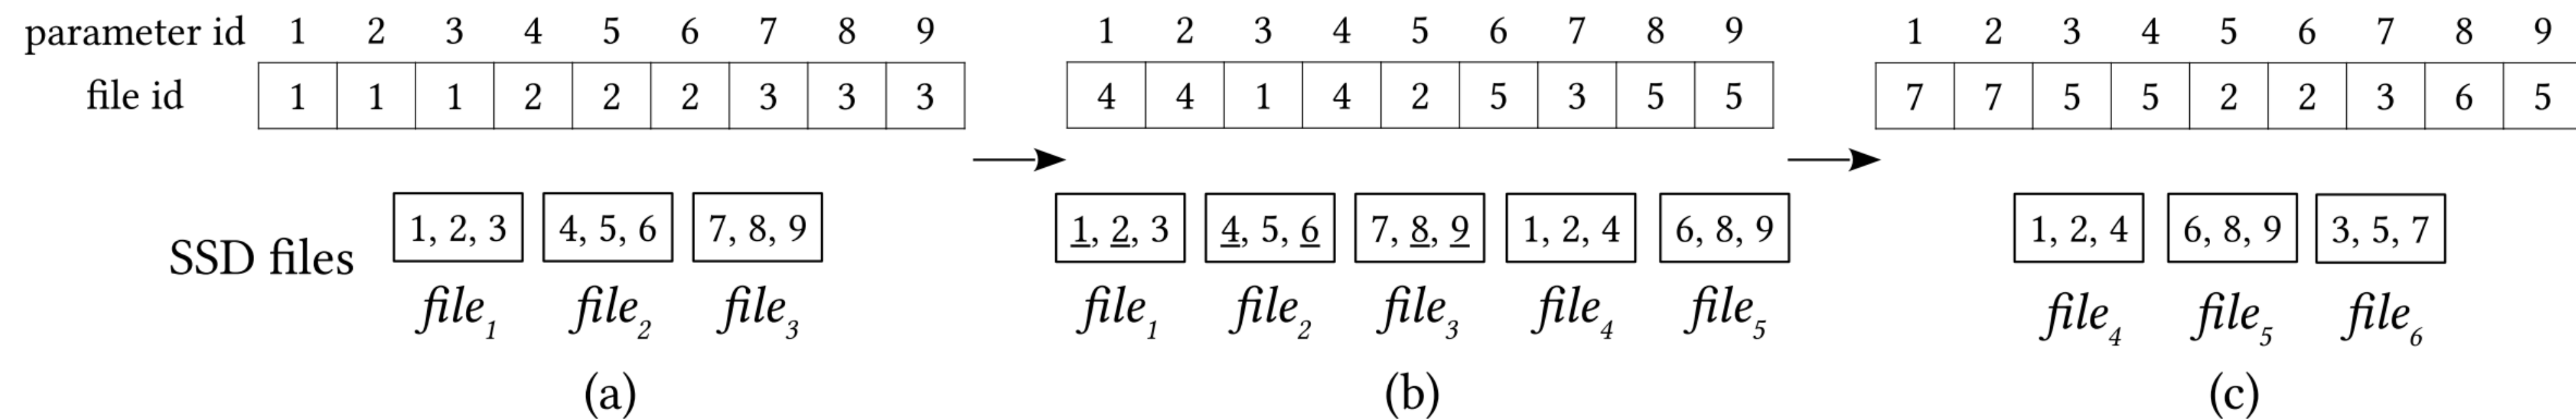 parameter id 1 2 3 4 5 6 7 8 9 1 2 3 4 5 6 7 8 9 1 2 3 4 5 6 7 8 9
file id 1 1 1 2 2 2 3 3 3 4 4 1 4 2 5 3 5 5 7 7 5 5 2 2 3 6 5
SSD files 1, 2, 3 4, 5, 6 7, 8, 9 1, 2, 3 4, 5, 6 7, 8, 9 1, 2, 4 6, 8, 9 1, 2, 4 6, 8, 9 3, 5, 7
file1 file2 file3 file1 file2 file3 file4 file5 file4 file5 file6
(a) (b) (c)